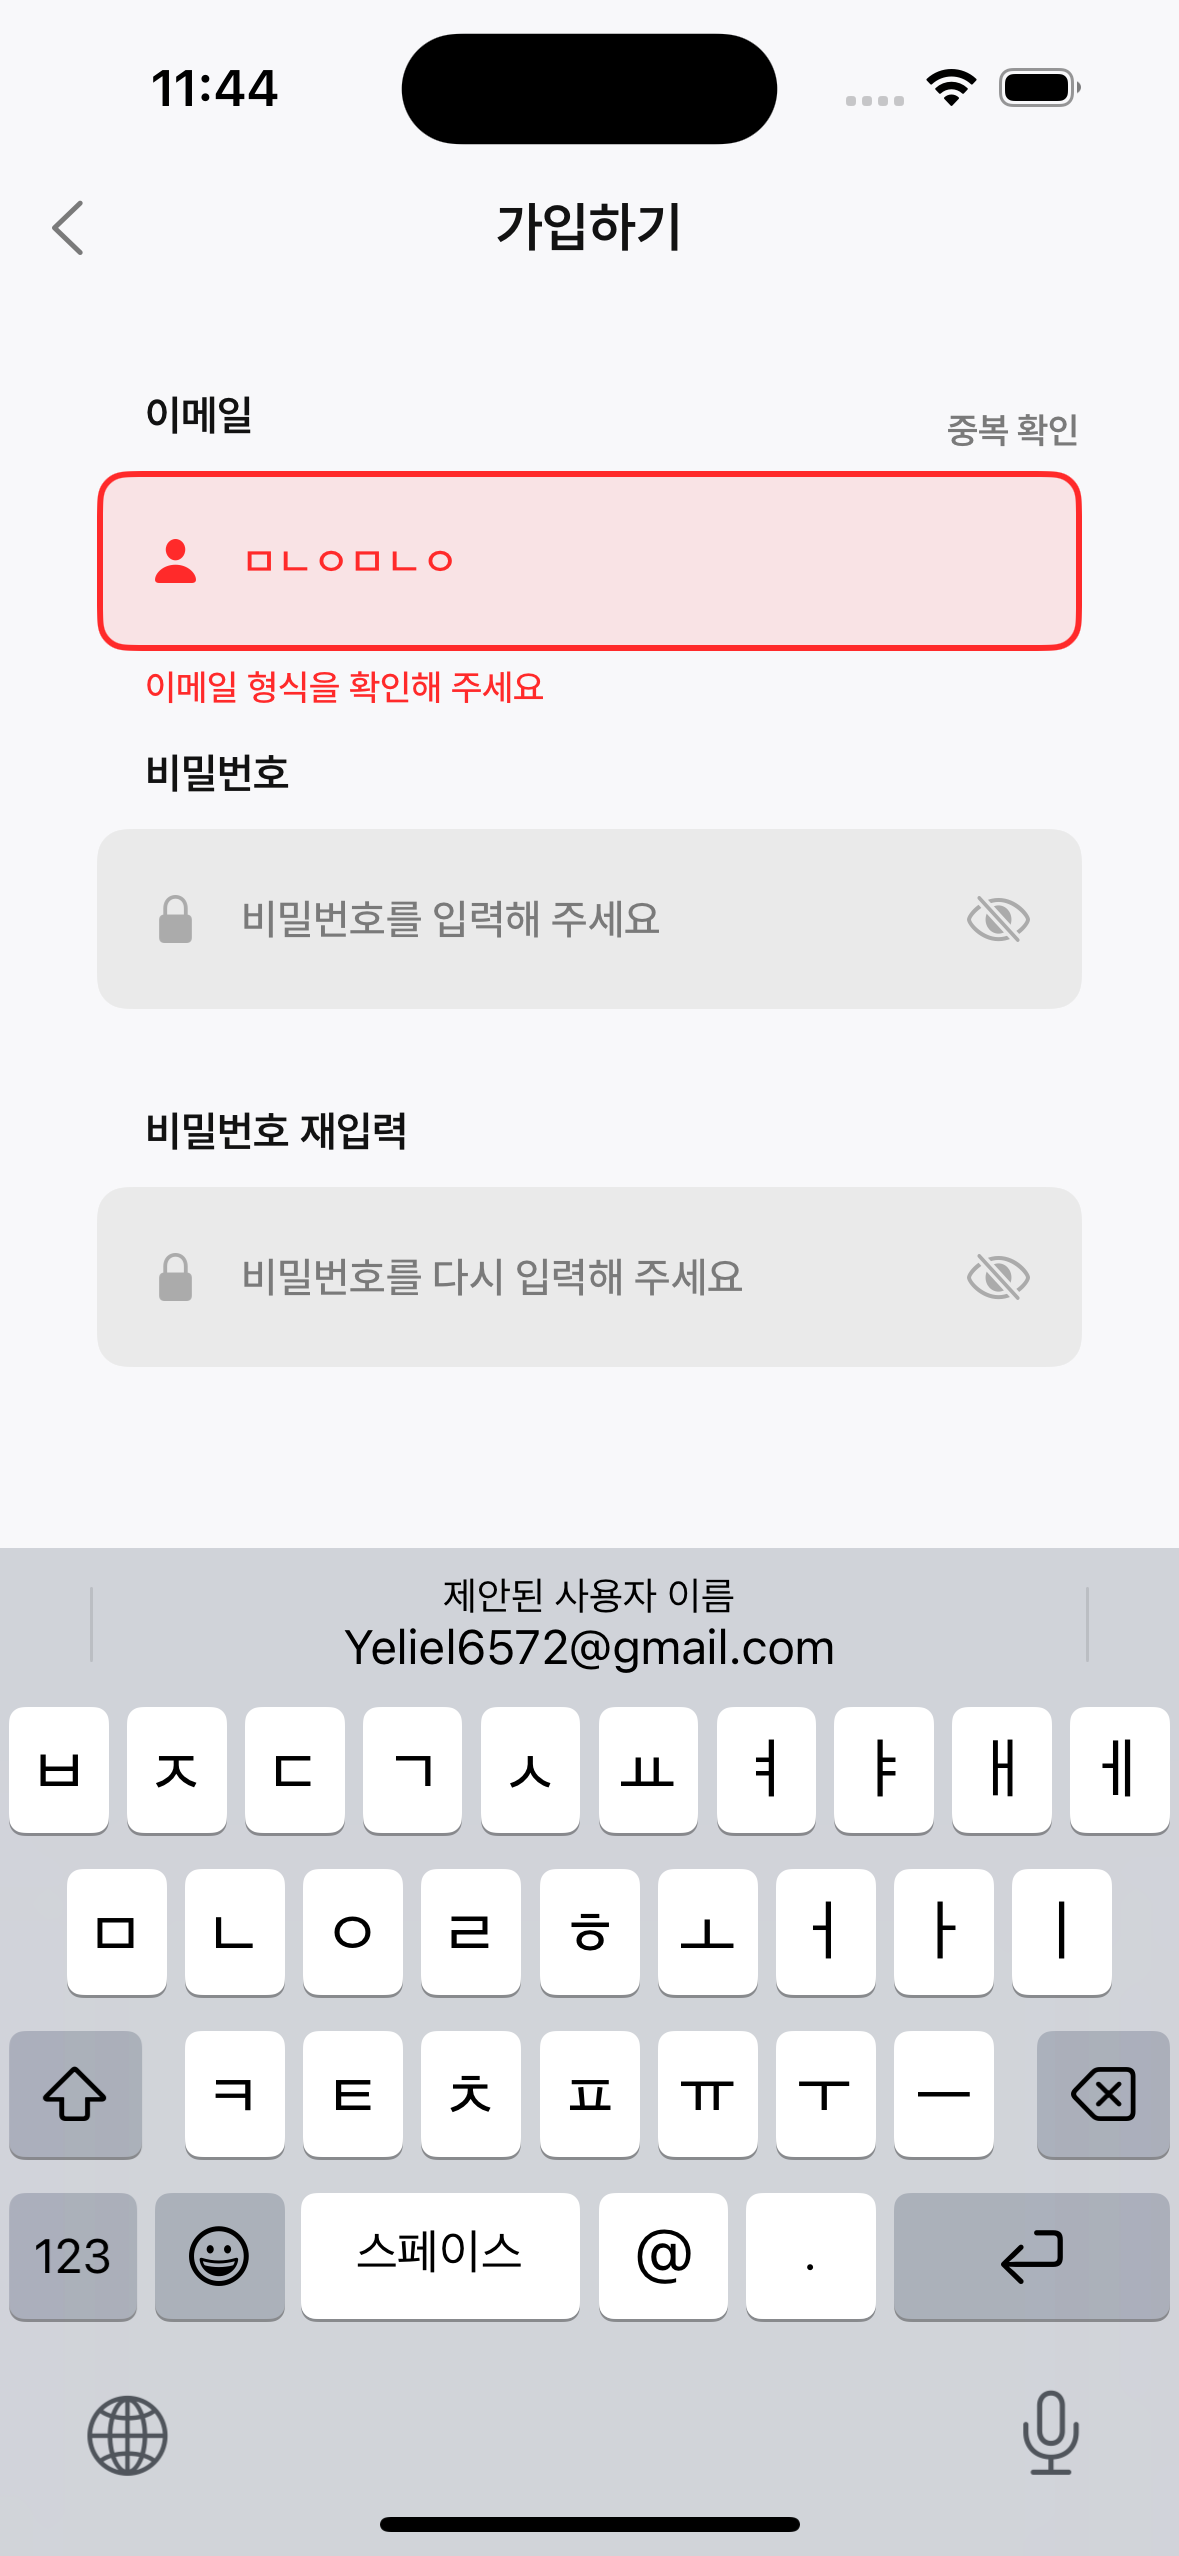 11:44
가입하기
이메일
중복 확인
ㅁㄴㅇㅁㄴㅇ
이메일 형식을 확인해 주세요
비밀번호
비밀번호를 입력해 주세요
비밀번호 재입력
비밀번호를 다시 입력해 주세요
제안된 사용자 이름
Yeliel6572@gmail.com
ㅂ ㅈ ㄷ ㄱ ㅅ ㅛ ㅕ ㅑ ㅐ ㅔ
ㅁ ㄴ ㅇ ㄹ ㅎ ㅗ ㅓ ㅏ ㅣ
ㅋ ㅌ ㅊ ㅍ ㅠ ㅜ ㅡ
123 스페이스 @ .